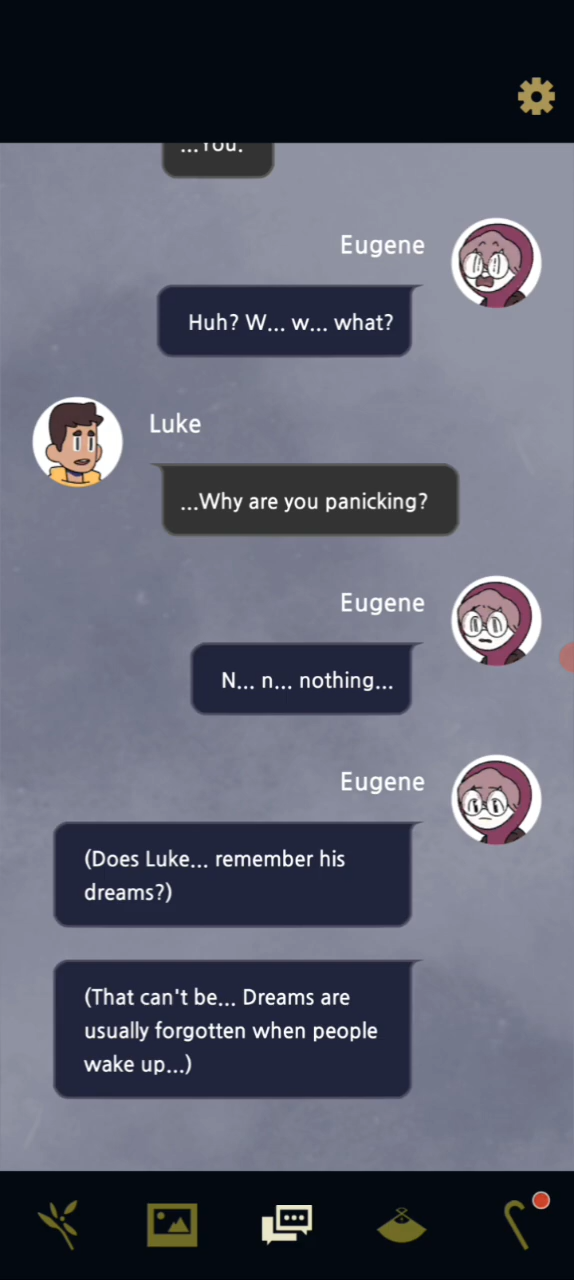 ...You.
Eugene
Huh? W... w... what?
Luke
...Why are you panicking?
Eugene
N... n... nothing...
Eugene
(Does Luke... remember his
dreams?)
(That can't be... Dreams are
usually forgotten when people
wake up...)